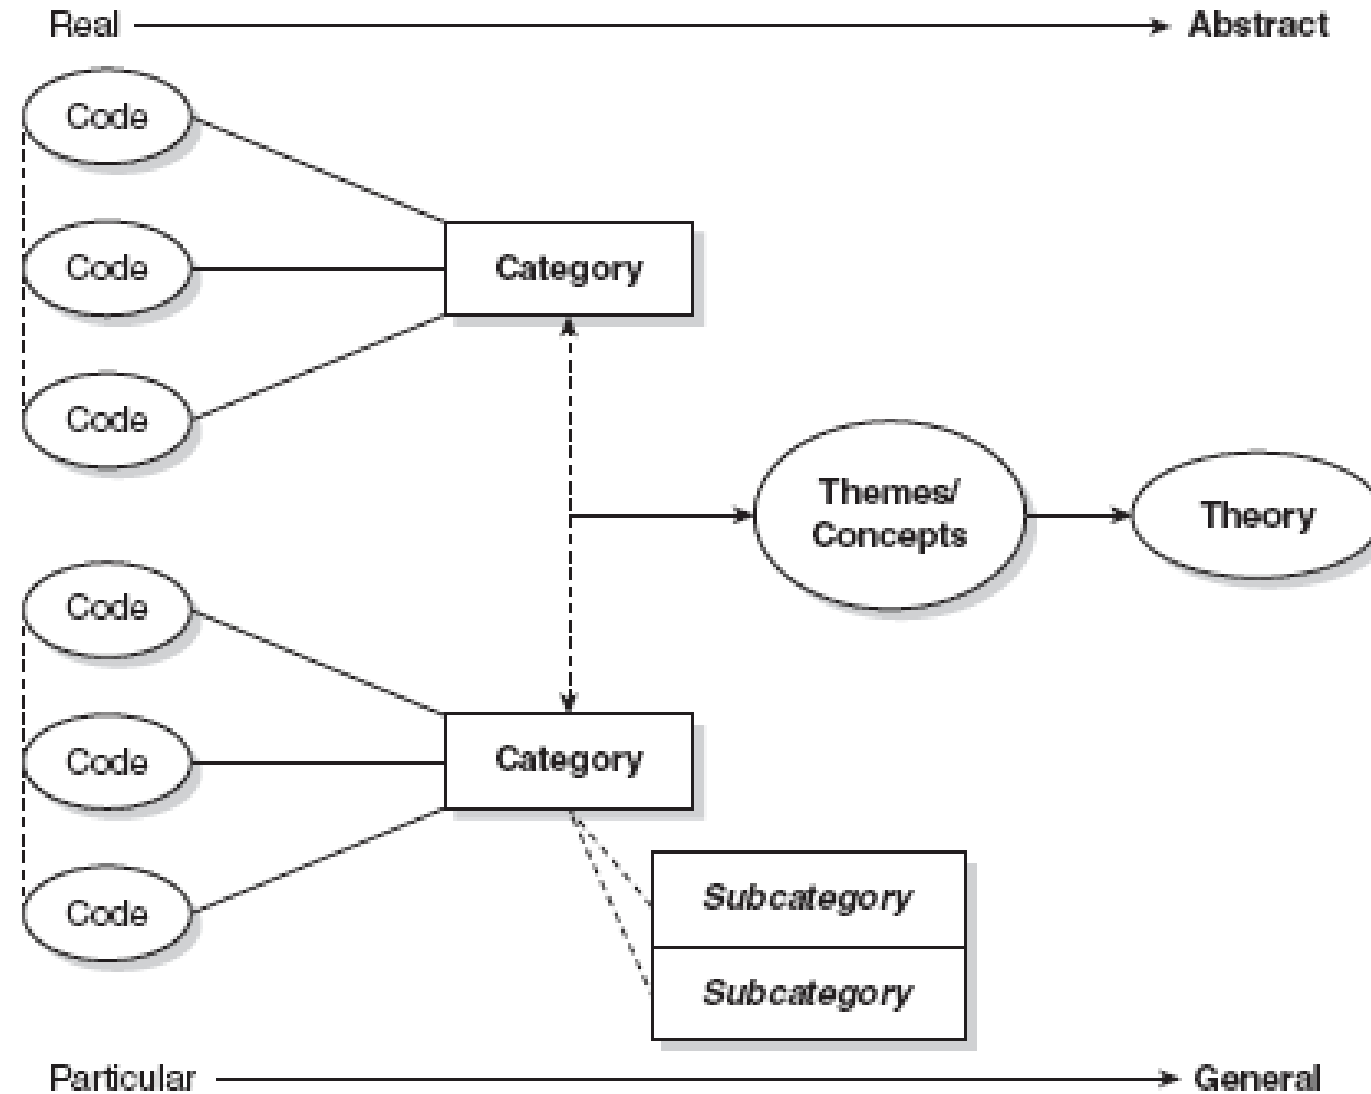 Real
Abstract
Code
Code
Category
Code
Themes/
Concepts
Theory
Code
Code
Category
Code
Subcategory
Subcategory
Particular
General